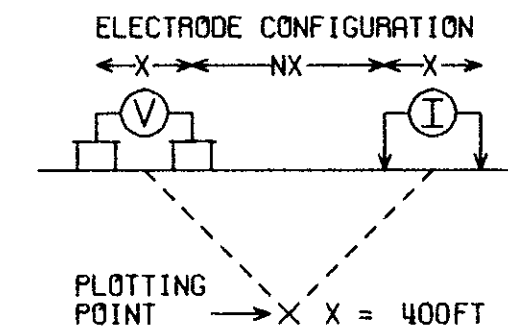 ELECTRODE CONFIGURATION
X NX X
V I
PLOTTING
POINT X X = 400FT